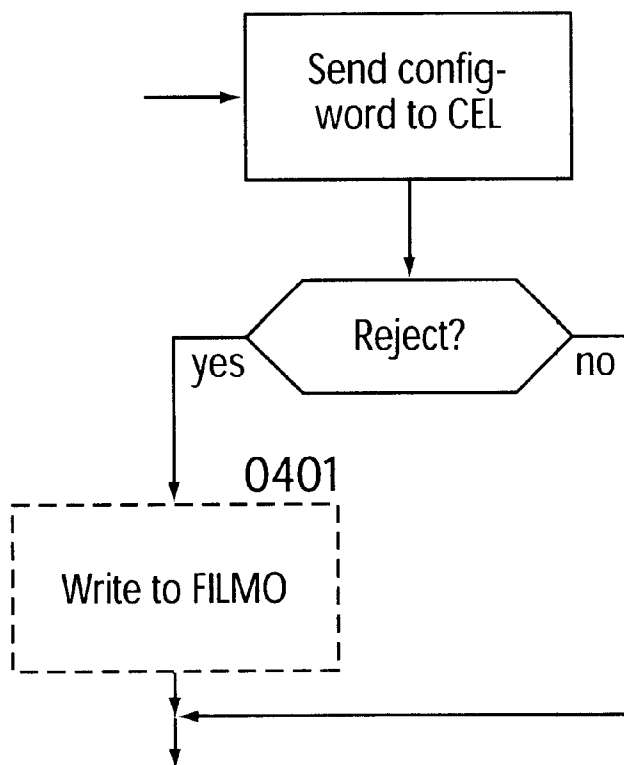 Send config-
word to CEL
Reject?
yes
no
0401
Write to FILMO